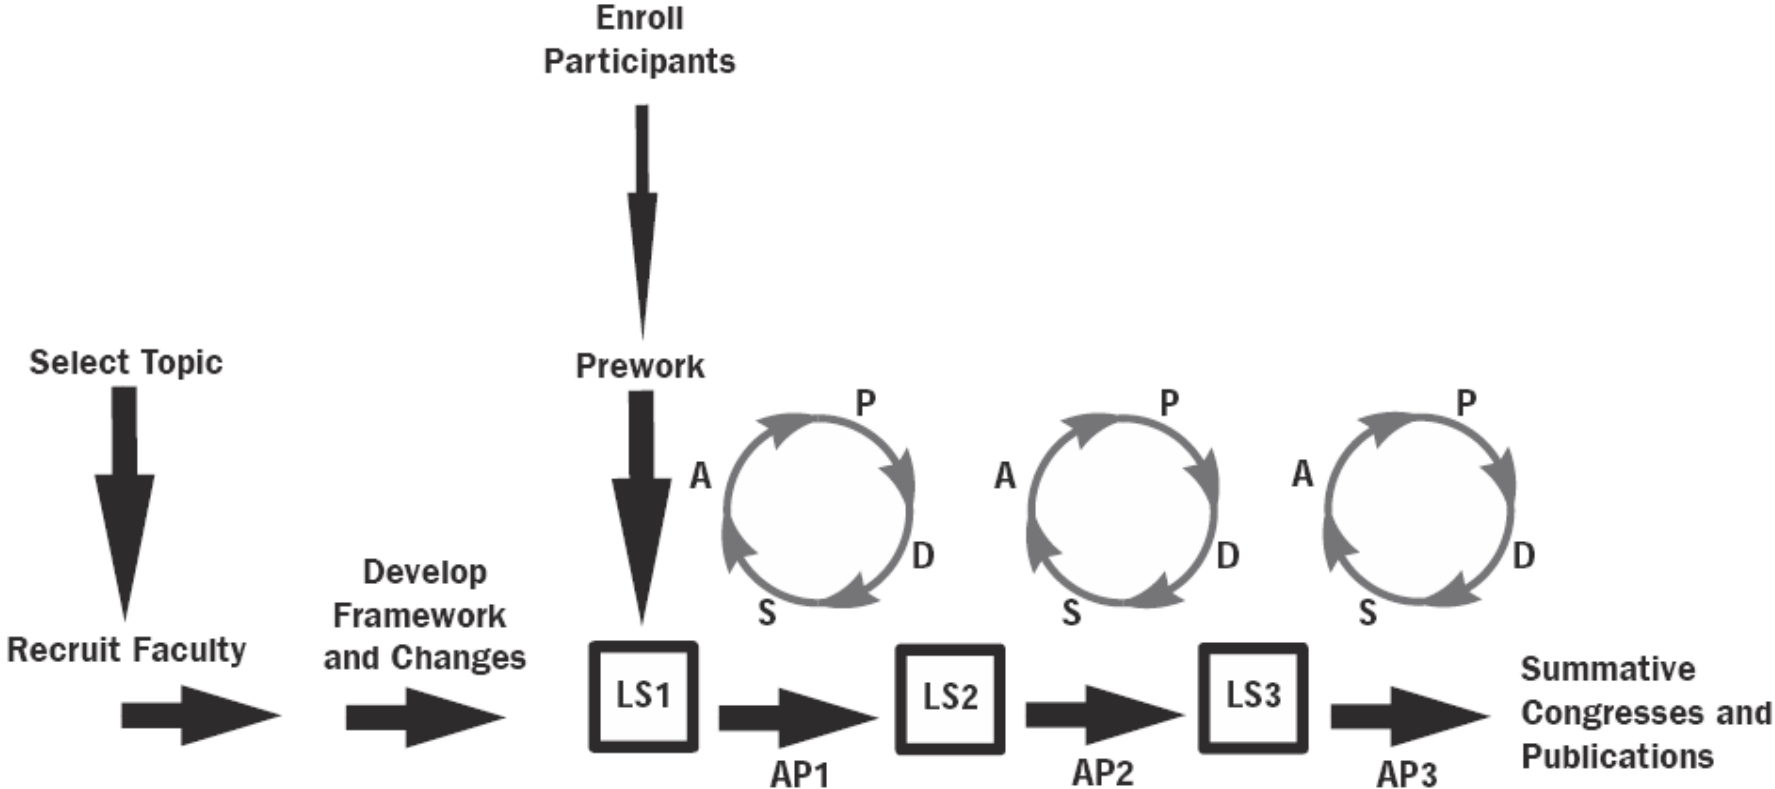 Enroll
Participants
Select Topic
Prework
P
A
D
S
P
A
D
S
P
A
D
S
Develop
Framework
and Changes
Recruit Faculty
LS1
LS2
LS3
AP1
AP2
AP3
Summative
Congresses and
Publications